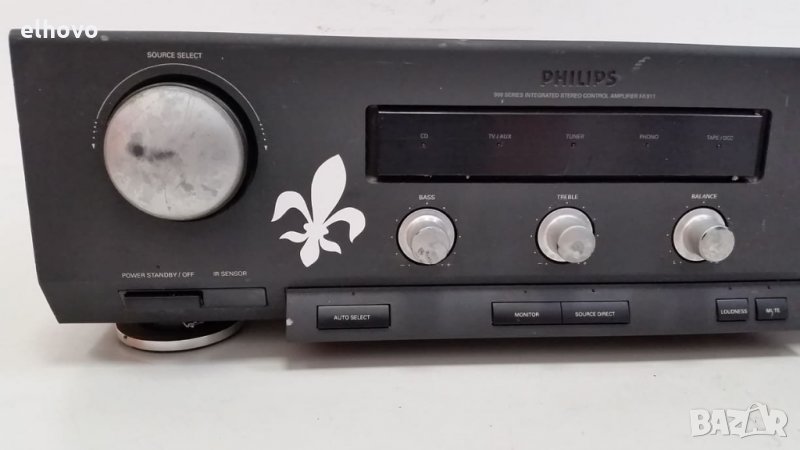 elhovo
SOURCE SELECT
PHILIPS
900 SERIES INTEGRATED STEREO CONTROL AMPLIFIER FA911
CD TV / AUX TUNER PHONO TAPE / DCC
BASS TREBLE BALANCE
POWER STANDBY / OFF IR SENSOR
AUTO SELECT MONITOR SOURCE DIRECT LOUDNESS MUTE
BAZAR